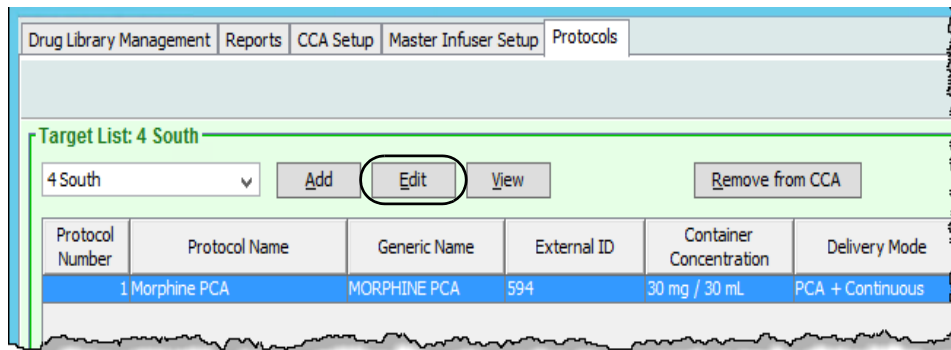 Drug Library Management Reports CCA Setup Master Infuser Setup Protocols
Target List: 4 South
4 South Add Edit View Remove from CCA
Protocol Number Protocol Name Generic Name External ID Container Concentration Delivery Mode
1 Morphine PCA MORPHINE PCA 594 30 mg / 30 mL PCA + Continuous